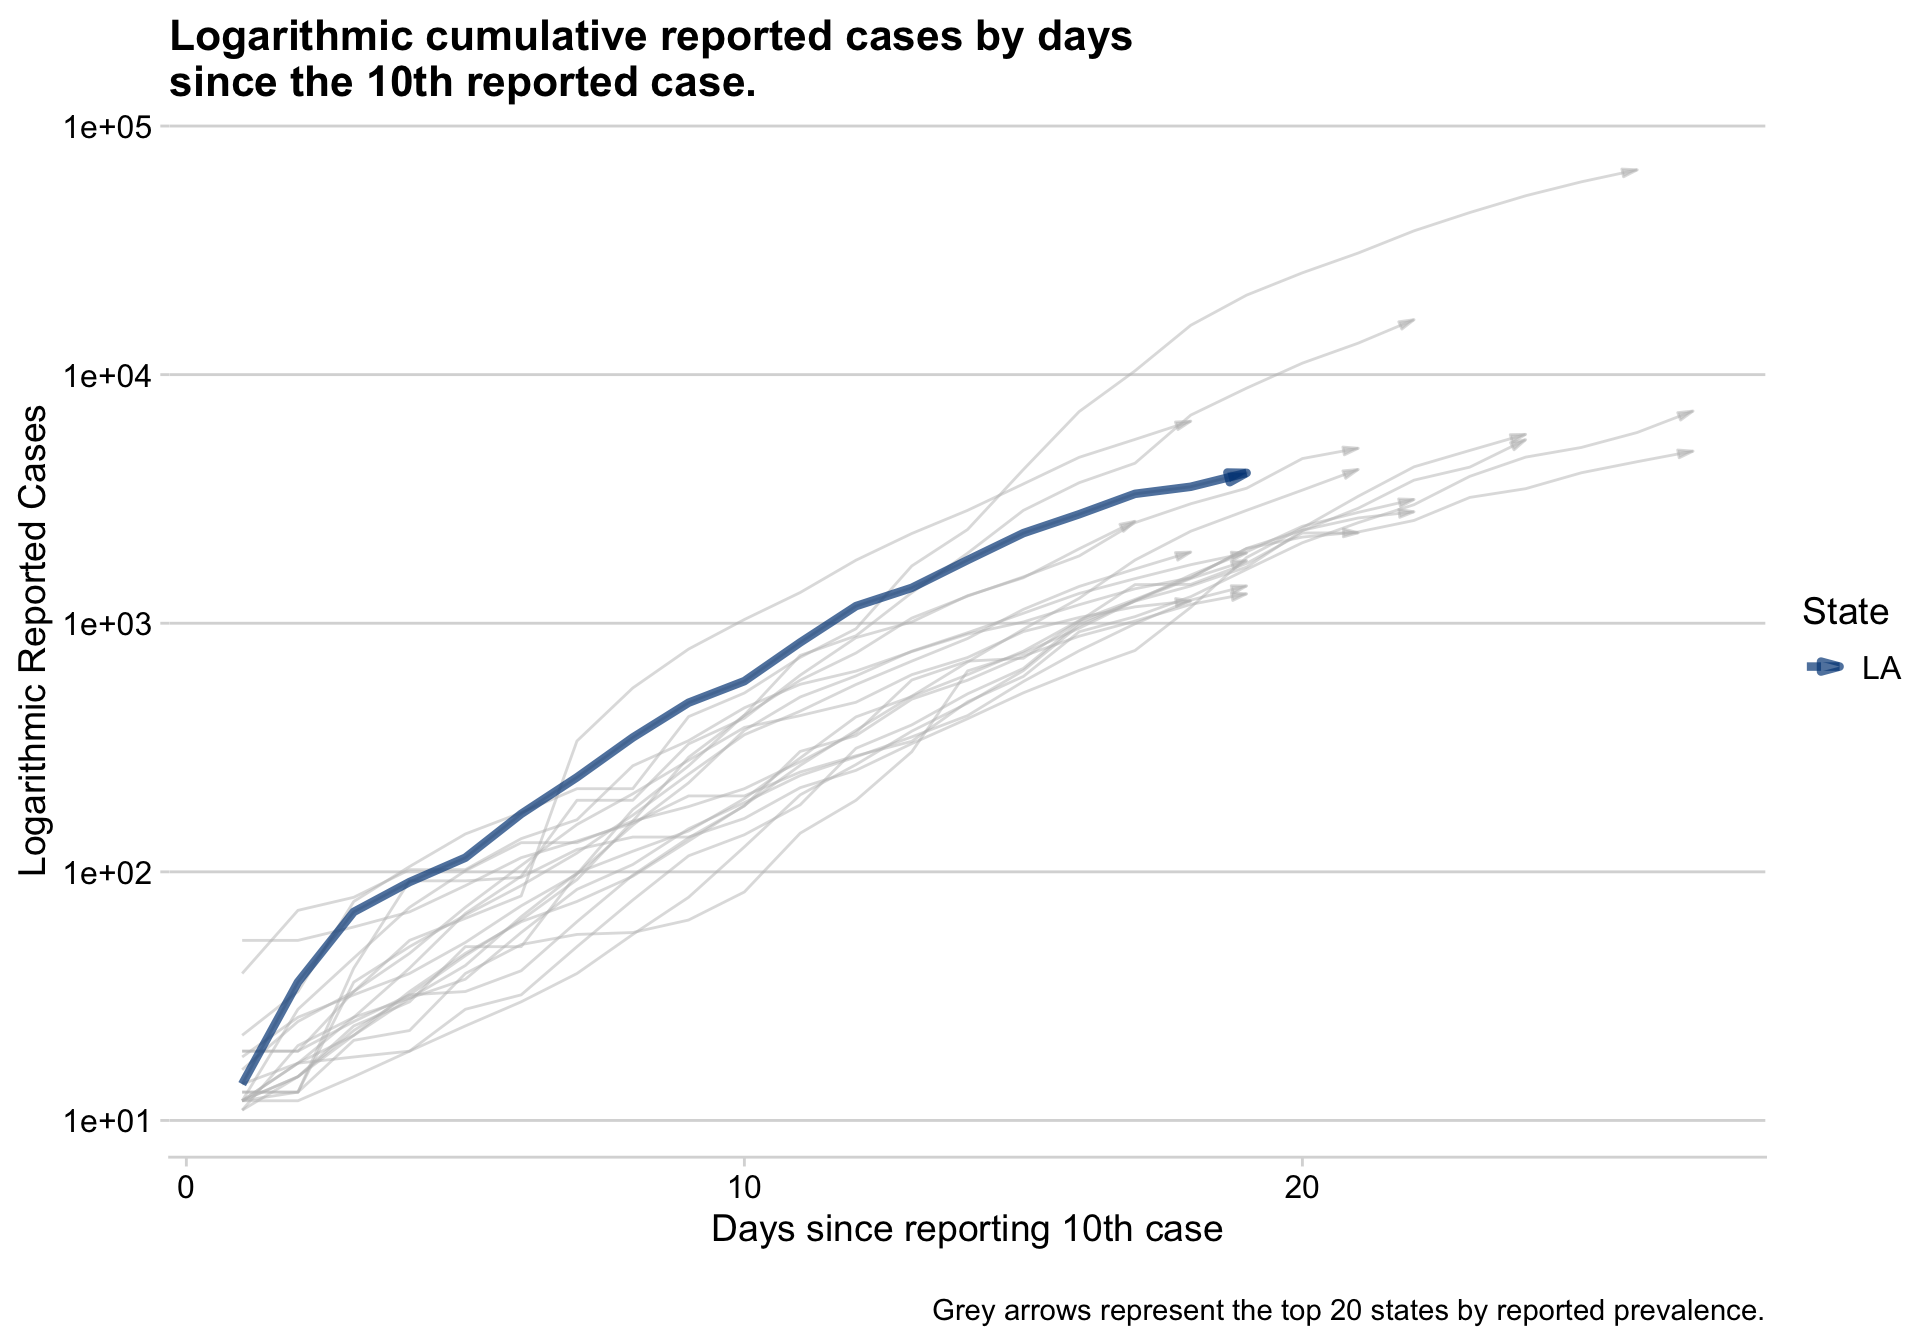 Logarithmic cumulative reported cases by days
since the 10th reported case.
1e+05
1e+04
1e+03
1e+02
1e+01
Logarithmic Reported Cases
0
10
20
Days since reporting 10th case
State
LA
Grey arrows represent the top 20 states by reported prevalence.